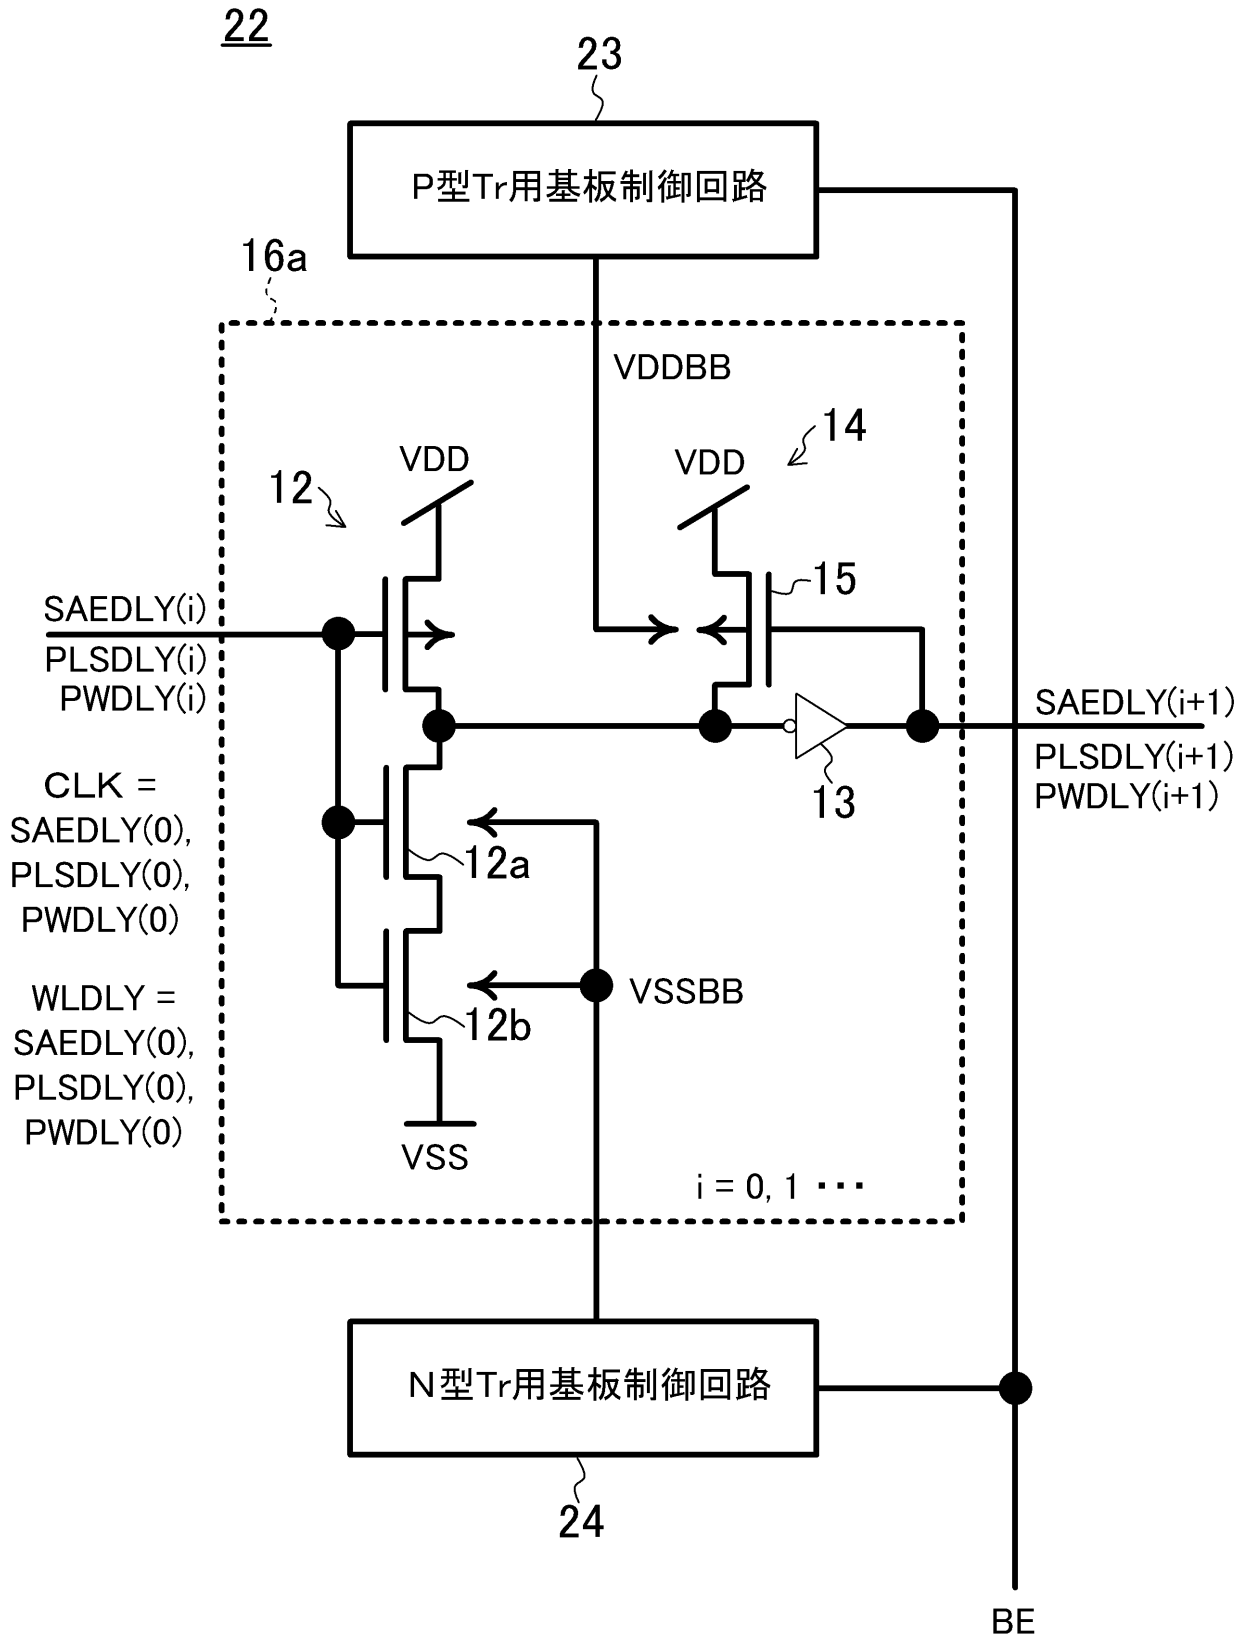 22
23
P型Tr用基板制御回路
16a
VDDBB
14
VDD
VDD
12
15
SAEDLY(i)
PLSDLY(i)
PWDLY(i)
SAEDLY(i+1)
PLSDLY(i+1)
PWDLY(i+1)
13
CLK =
SAEDLY(0),
PLSDLY(0),
PWDLY(0)
12a
WLDLY =
SAEDLY(0),
PLSDLY(0),
PWDLY(0)
VSSBB
12b
VSS
i = 0, 1 ・・・
N型Tr用基板制御回路
24
BE